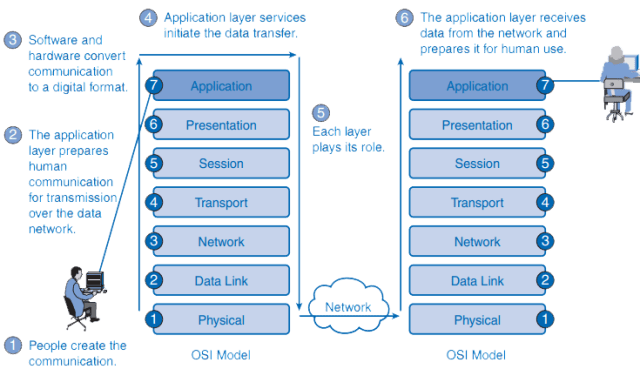 4 Application layer services
initiate the data transfer.
6 The application layer receives
data from the network and
prepares it for human use.
3 Software and
hardware convert
communication
to a digital format.
2 The application
layer prepares
human
communication
for transmission
over the data
network.
1 People create the
communication.
7 Application
6 Presentation
5 Session
4 Transport
3 Network
2 Data Link
1 Physical
OSI Model
5
Each layer
plays its role.
Network
Application 7
Presentation 6
Session 5
Transport 4
Network 3
Data Link 2
Physical 1
OSI Model